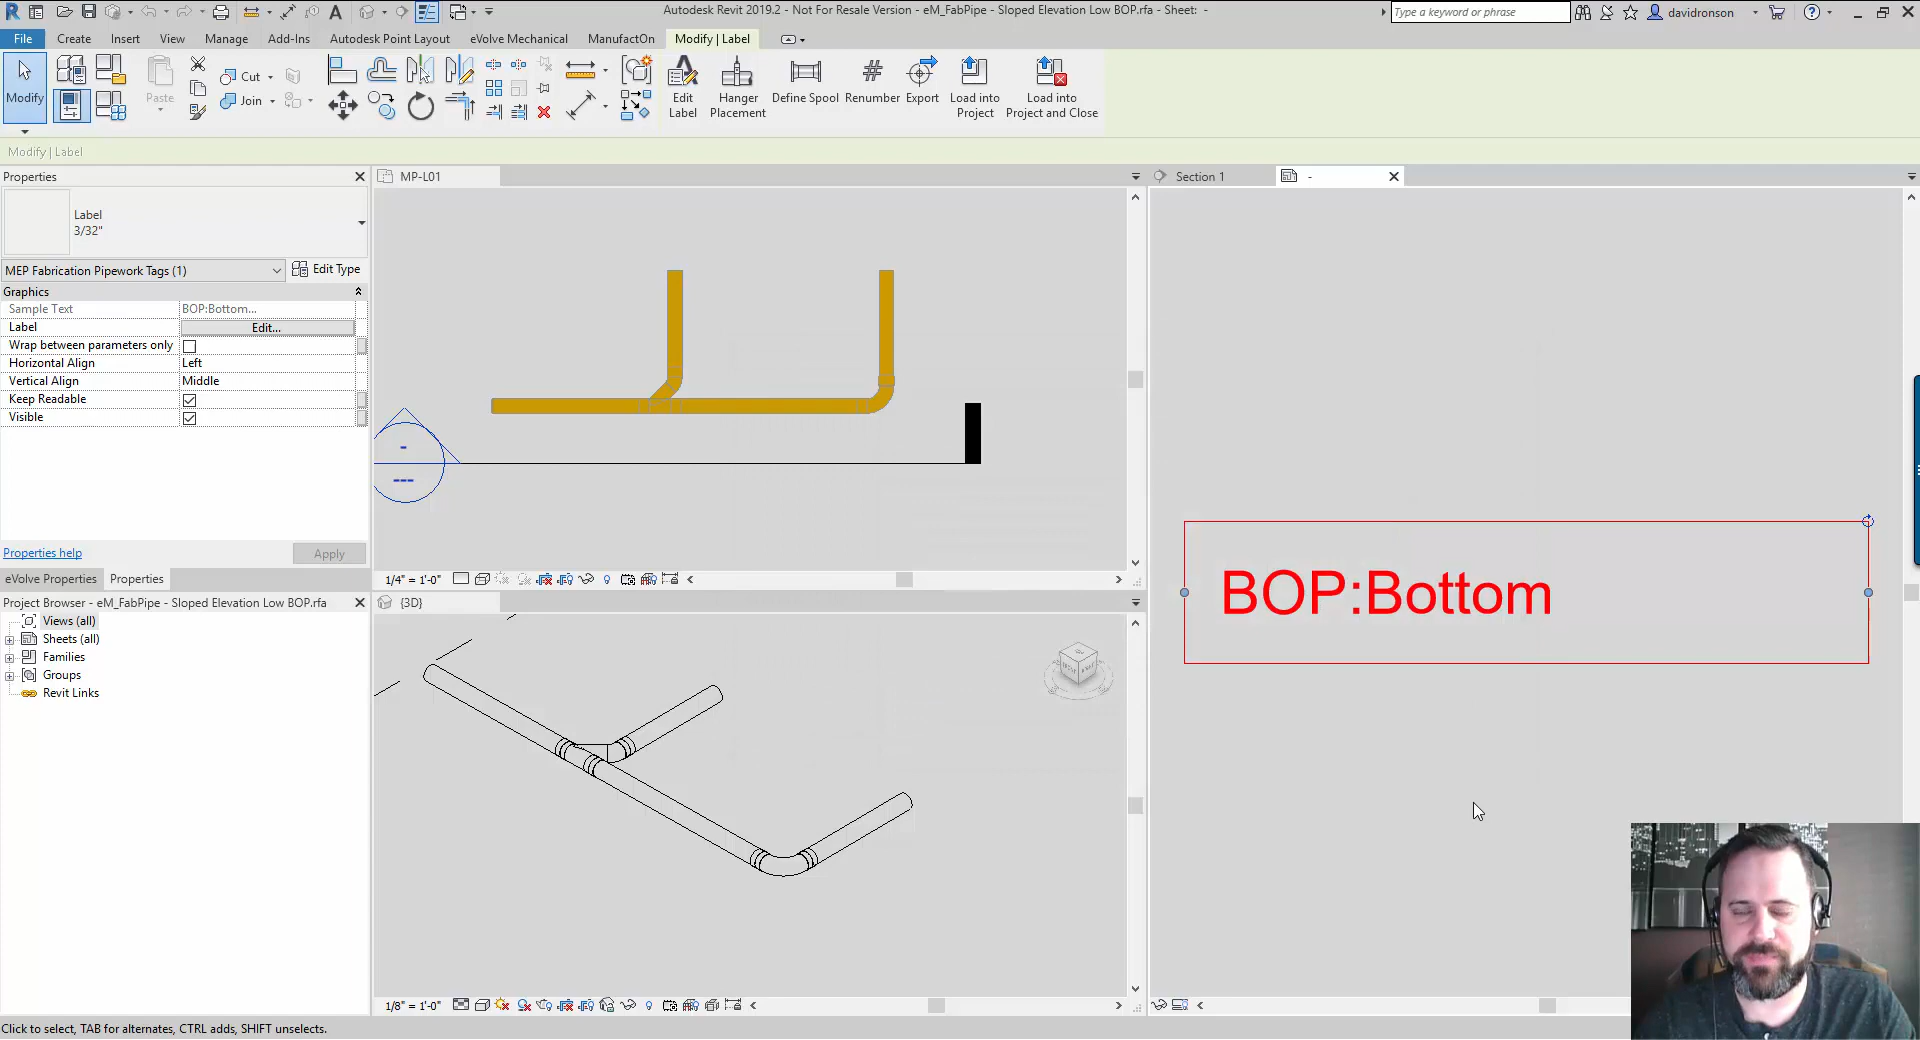 Autodesk Revit 2019.2 - Not For Resale Version - eM_FabPipe - Sloped Elevation Low BOP.rfa - Sheet: -
Type a keyword or phrase
davidronson
File
Create
Insert
View
Manage
Add-Ins
Autodesk Point Layout
eVolve Mechanical
ManufactOn
Modify | Label
Modify
Paste
Cut
Join
Edit Label
Hanger Placement
Define Spool
Renumber
Export
Load into Project
Load into Project and Close
Modify | Label
Properties
Label
3/32"
MEP Fabrication Pipework Tags (1)
Edit Type
Graphics
Sample Text
BOP:Bottom...
Label
Edit...
Wrap between parameters only
Horizontal Align
Left
Vertical Align
Middle
Keep Readable
Visible
Properties help
Apply
eVolve Properties
Properties
Project Browser - eM_FabPipe - Sloped Elevation Low BOP.rfa
Views (all)
Sheets (all)
Families
Groups
Revit Links
MP-L01
-
---
1/4" = 1'-0"
{3D}
1/8" = 1'-0"
Section 1
-
BOP:Bottom
Click to select, TAB for alternates, CTRL adds, SHIFT unselects.